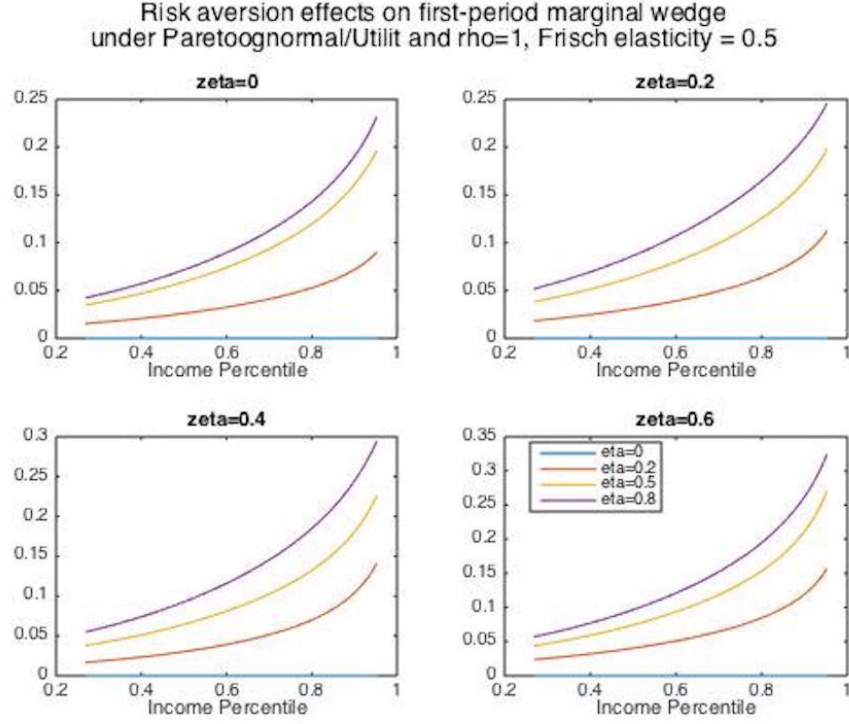 Risk aversion effects on first-period marginal wedge
under Paretoognormal/Utilit and rho=1, Frisch elasticity = 0.5
zeta=0
0.25
0.2
0.15
0.1
0.05
0
0.2 0.4 0.6 0.8 1
Income Percentile
zeta=0.2
0.25
0.2
0.15
0.1
0.05
0
0.2 0.4 0.6 0.8 1
Income Percentile
zeta=0.4
0.3
0.25
0.2
0.15
0.1
0.05
0
0.2 0.4 0.6 0.8 1
Income Percentile
zeta=0.6
0.35
0.3
0.25
0.2
0.15
0.1
0.05
0
eta=0
eta=0.2
eta=0.5
eta=0.8
0.2 0.4 0.6 0.8 1
Income Percentile